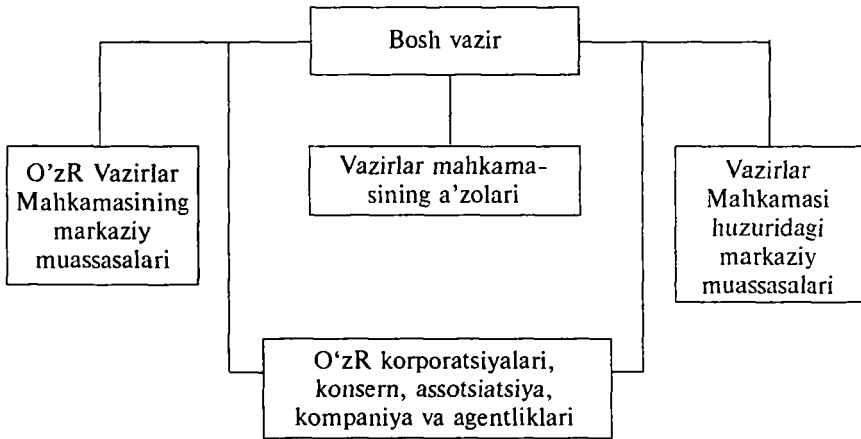 Bosh vazir
O'zR Vazirlar
Mahkamasining
markaziy
muassasalari
Vazirlar mahkama-
sining a'zolari
Vazirlar
Mahkamasi
huzuridagi
markaziy
muassasalari
O‘zR korporatsiyalari,
konsern, assotsiatsiya,
kompaniya va agentliklari